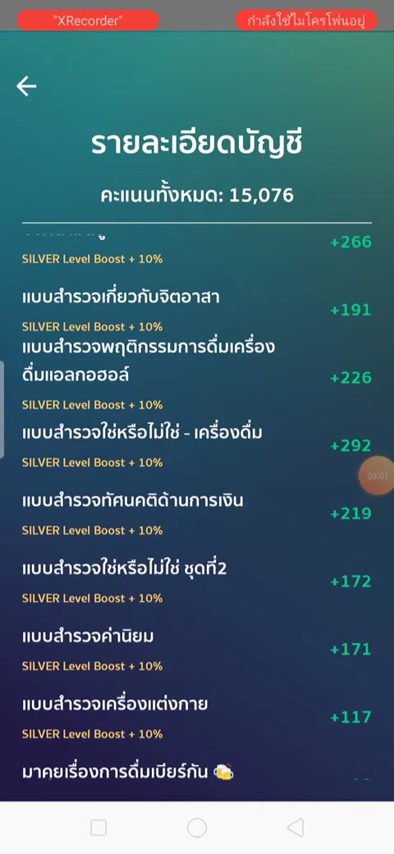 "XRecorder"
กำลังใช้ไมโครโฟนอยู่
รายละเอียดบัญชี
คะแนนทั้งหมด: 15,076
+266
SILVER Level Boost + 10%
แบบสำรวจเกี่ยวกับจิตอาสา
+191
SILVER Level Boost + 10%
แบบสำรวจพฤติกรรมการดื่มเครื่อง
ดื่มแอลกอฮอล์
+226
SILVER Level Boost + 10%
แบบสำรวจใช่หรือไม่ใช่ - เครื่องดื่ม
+292
SILVER Level Boost + 10%
03:01
แบบสำรวจทัศนคติด้านการเงิน
+219
SILVER Level Boost + 10%
แบบสำรวจใช่หรือไม่ใช่ ชุดที่2
+172
SILVER Level Boost + 10%
แบบสำรวจค่านิยม
+171
SILVER Level Boost + 10%
แบบสำรวจเครื่องแต่งกาย
+117
SILVER Level Boost + 10%
มาคุยเรื่องการดื่มเบียร์กัน 🍻